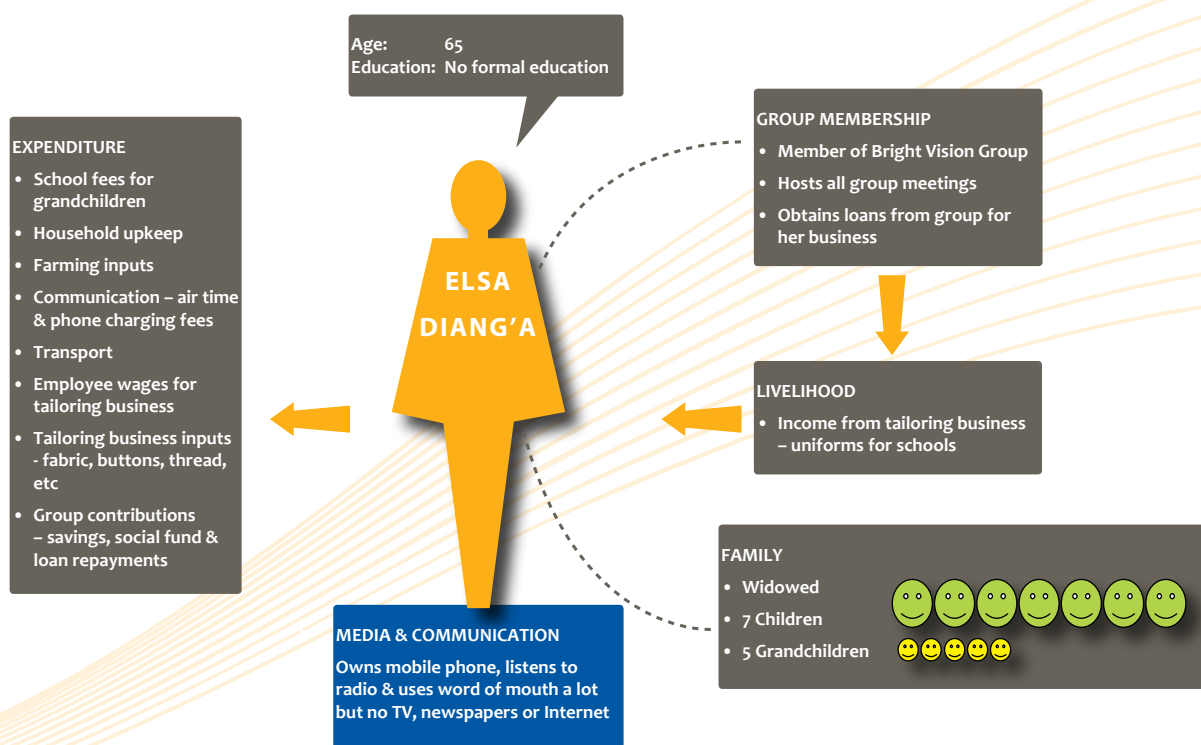 Age: 65
Education: No formal education
EXPENDITURE
• School fees for
grandchildren
• Household upkeep
• Farming inputs
• Communication – air time
& phone charging fees
• Transport
• Employee wages for
tailoring business
• Tailoring business inputs
- fabric, buttons, thread,
etc
• Group contributions
– savings, social fund &
loan repayments
ELSA
DIANG’A
GROUP MEMBERSHIP
• Member of Bright Vision Group
• Hosts all group meetings
• Obtains loans from group for
her business
LIVELIHOOD
• Income from tailoring business
– uniforms for schools
FAMILY
• Widowed
• 7 Children
• 5 Grandchildren
MEDIA & COMMUNICATION
Owns mobile phone, listens to
radio & uses word of mouth a lot
but no TV, newspapers or Internet